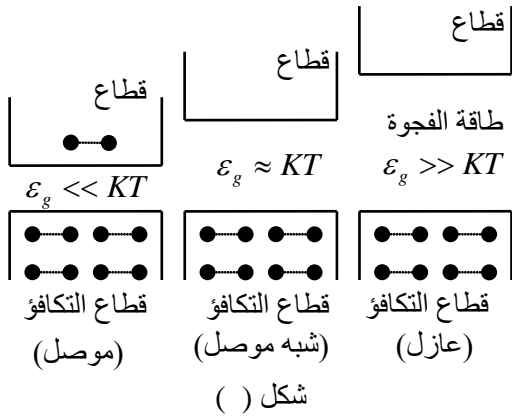 قطاع
قطاع
قطاع
طاقة الفجوة
εg >> KT
εg ≈ KT
εg << KT
قطاع التكافؤ
قطاع التكافؤ
قطاع التكافؤ
(عازل)
(شبه موصل)
(موصل)
شكل ( )